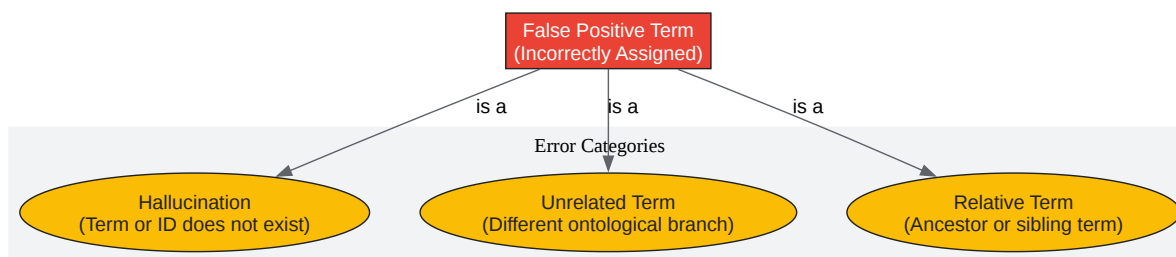 False Positive Term
(Incorrectly Assigned)
is a
is a
is a
Error Categories
Hallucination
(Term or ID does not exist)
Unrelated Term
(Different ontological branch)
Relative Term
(Ancestor or sibling term)